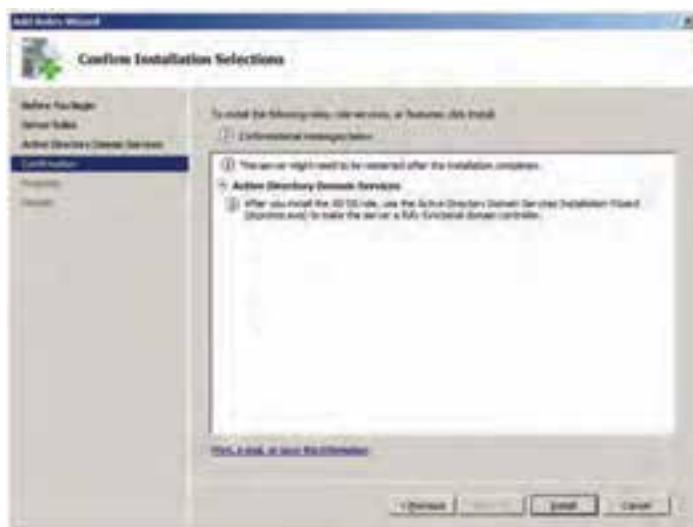 Add Roles Wizard
Confirm Installation Selections
Before You Begin
Server Roles
Active Directory Domain Services
Confirmation
Progress
Results
To install the following roles, role services, or features, click Install.
2 informational messages below
The server might need to be restarted after the installation completes.
Active Directory Domain Services
After you install the AD DS role, use the Active Directory Domain Services Installation Wizard
(dcpromo.exe) to make the server a fully functional domain controller.
Print, e-mail, or save this information
< Previous
Install
Cancel